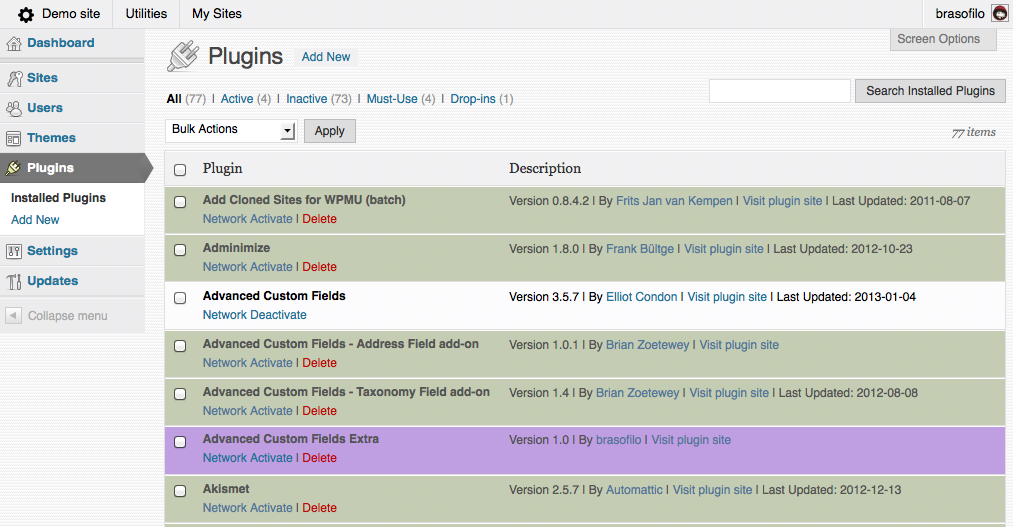 Demo site Utilities My Sites brasofilo
Screen Options
Dashboard
Sites
Users
Themes
Plugins
Installed Plugins
Add New
Settings
Updates
Collapse menu
Plugins Add New
All (77) | Active (4) | Inactive (73) | Must-Use (4) | Drop-ins (1)
Search Installed Plugins
Bulk Actions Apply
77 items
Plugin Description
Add Cloned Sites for WPMU (batch) Version 0.8.4.2 | By Frits Jan van Kempen | Visit plugin site | Last Updated: 2011-08-07
Network Activate | Delete
Adminimize Version 1.8.0 | By Frank Bültge | Visit plugin site | Last Updated: 2012-10-23
Network Activate | Delete
Advanced Custom Fields Version 3.5.7 | By Elliot Condon | Visit plugin site | Last Updated: 2013-01-04
Network Deactivate
Advanced Custom Fields - Address Field add-on Version 1.0.1 | By Brian Zoetewey | Visit plugin site
Network Activate | Delete
Advanced Custom Fields - Taxonomy Field add-on Version 1.4 | By Brian Zoetewey | Visit plugin site | Last Updated: 2012-08-08
Network Activate | Delete
Advanced Custom Fields Extra Version 1.0 | By brasofilo | Visit plugin site
Network Activate | Delete
Akismet Version 2.5.7 | By Automattic | Visit plugin site | Last Updated: 2012-12-13
Network Activate | Delete